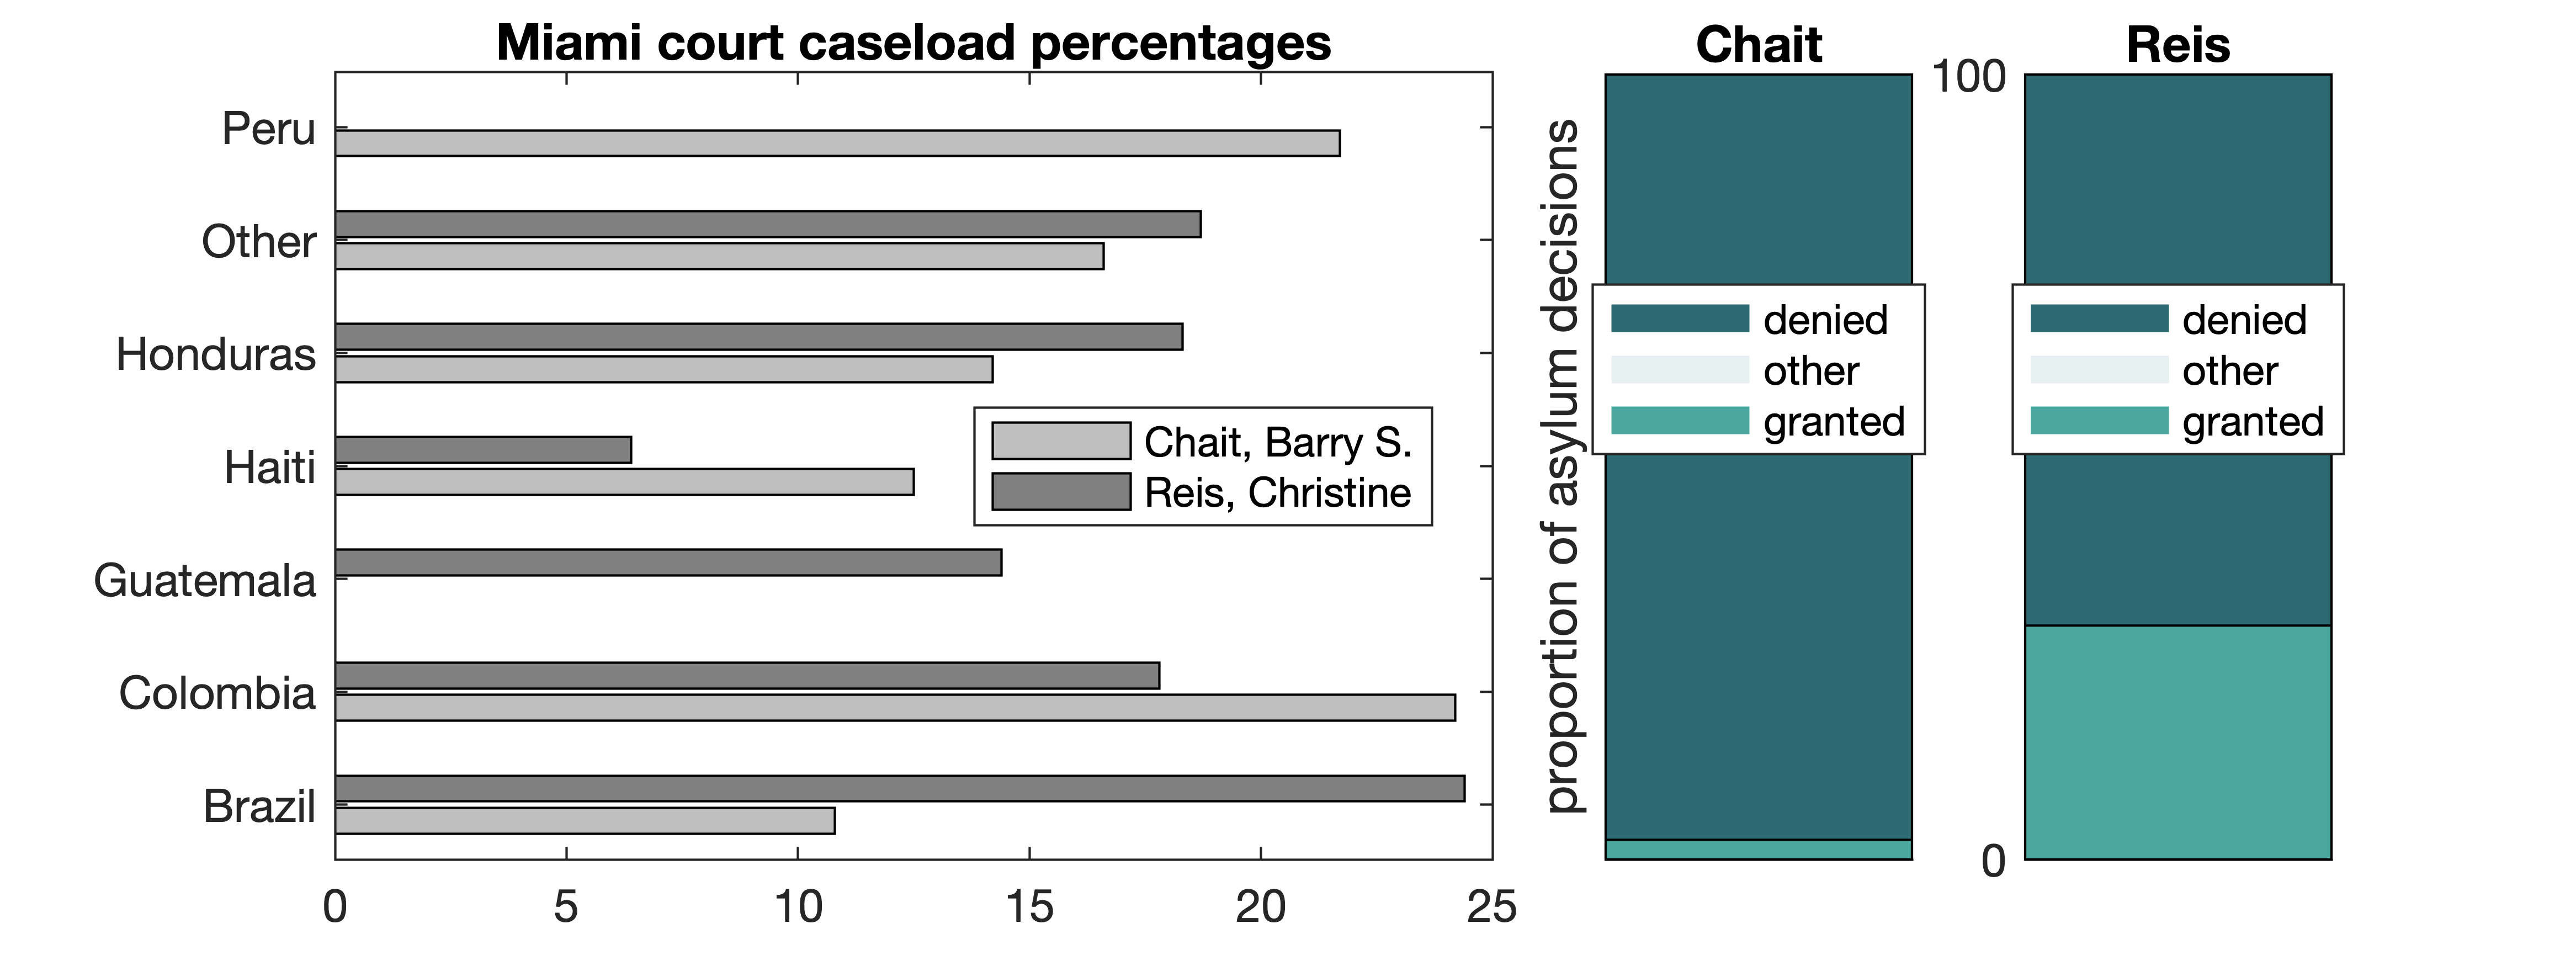 Miami court caseload percentages
Peru
Other
Honduras
Haiti
Guatemala
Colombia
Brazil
0 5 10 15 20 25
Chait, Barry S.
Reis, Christine
proportion of asylum decisions
Chait
denied
other
granted
100
0
Reis
denied
other
granted